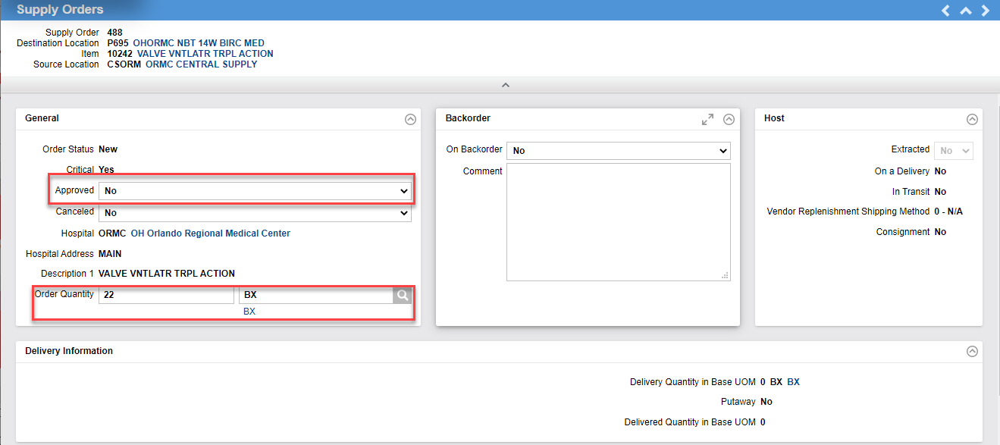 Supply Orders
Supply Order 488
Destination Location P695 OHORMC NBT 14W BIRC MED
Item 10242 VALVE VNTLATR TRPL ACTION
Source Location CSORM ORMC CENTRAL SUPPLY
General
Order Status New
Critical Yes
Approved No
Canceled No
Hospital ORMC OH Orlando Regional Medical Center
Hospital Address MAIN
Description 1 VALVE VNTLATR TRPL ACTION
Order Quantity 22 BX
BX
Backorder
On Backorder No
Comment
Host
Extracted No
On a Delivery No
In Transit No
Vendor Replenishment Shipping Method 0 - N/A
Consignment No
Delivery Information
Delivery Quantity in Base UOM 0 BX BX
Putaway No
Delivered Quantity in Base UOM 0